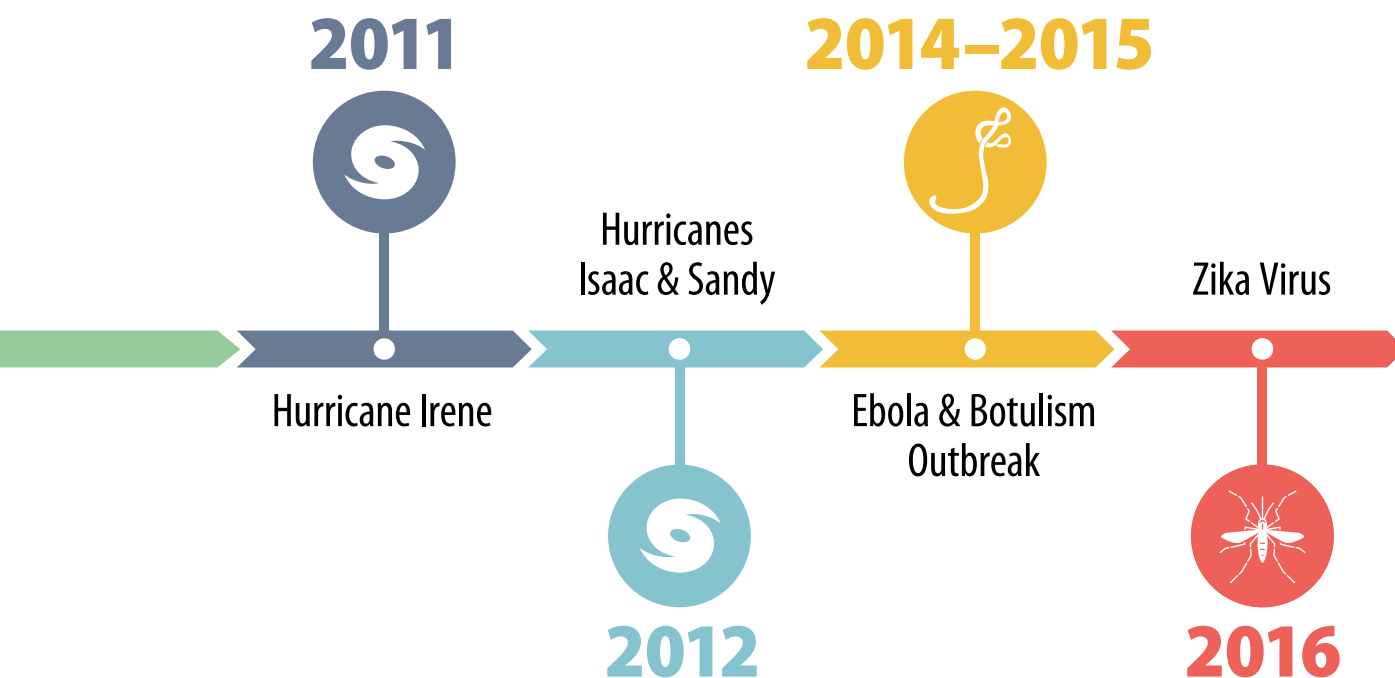 2011
Hurricane Irene
Hurricanes
Isaac & Sandy
2012
2014–2015
Ebola & Botulism
Outbreak
Zika Virus
2016